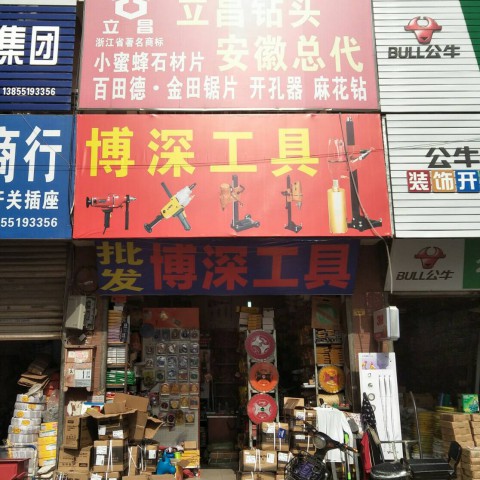 立昌
浙江省著名商标
立昌钻头
小蜜蜂石材片
安徽总代
百田德·金田锯片 开孔器 麻花钻
集团
13855193356
BULL公牛
博深工具
商行
开关插座
55193356
公牛
装饰开
BULL公牛
批发
博深工具